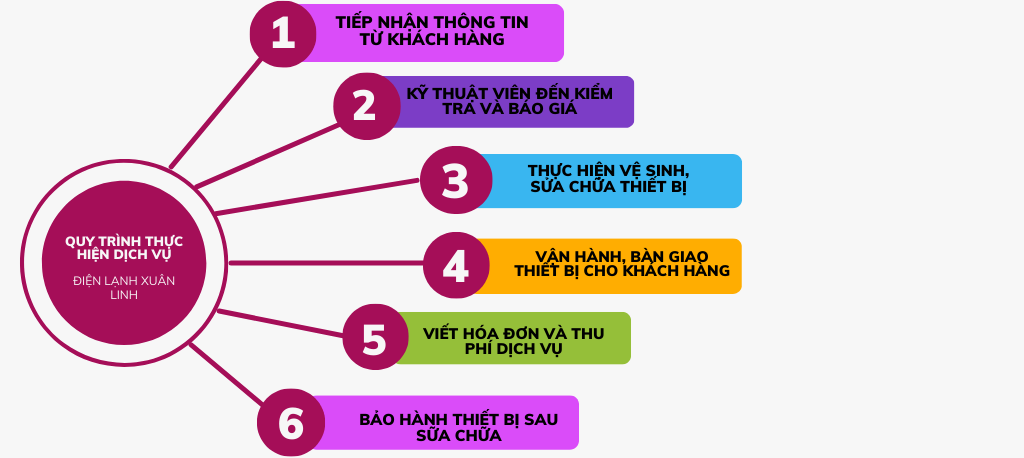 1
TIẾP NHẬN THÔNG TIN
TỪ KHÁCH HÀNG
2
KỸ THUẬT VIÊN ĐẾN KIỂM
TRA VÀ BÁO GIÁ
3
THỰC HIỆN VỆ SINH,
SỬA CHỮA THIẾT BỊ
QUY TRÌNH THỰC
HIỆN DỊCH VỤ
ĐIỆN LẠNH XUÂN
LINH
4
VẬN HÀNH, BÀN GIAO
THIẾT BỊ CHO KHÁCH HÀNG
5
VIẾT HÓA ĐƠN VÀ THU
PHÍ DỊCH VỤ
6
BẢO HÀNH THIẾT BỊ SAU
SỮA CHỮA